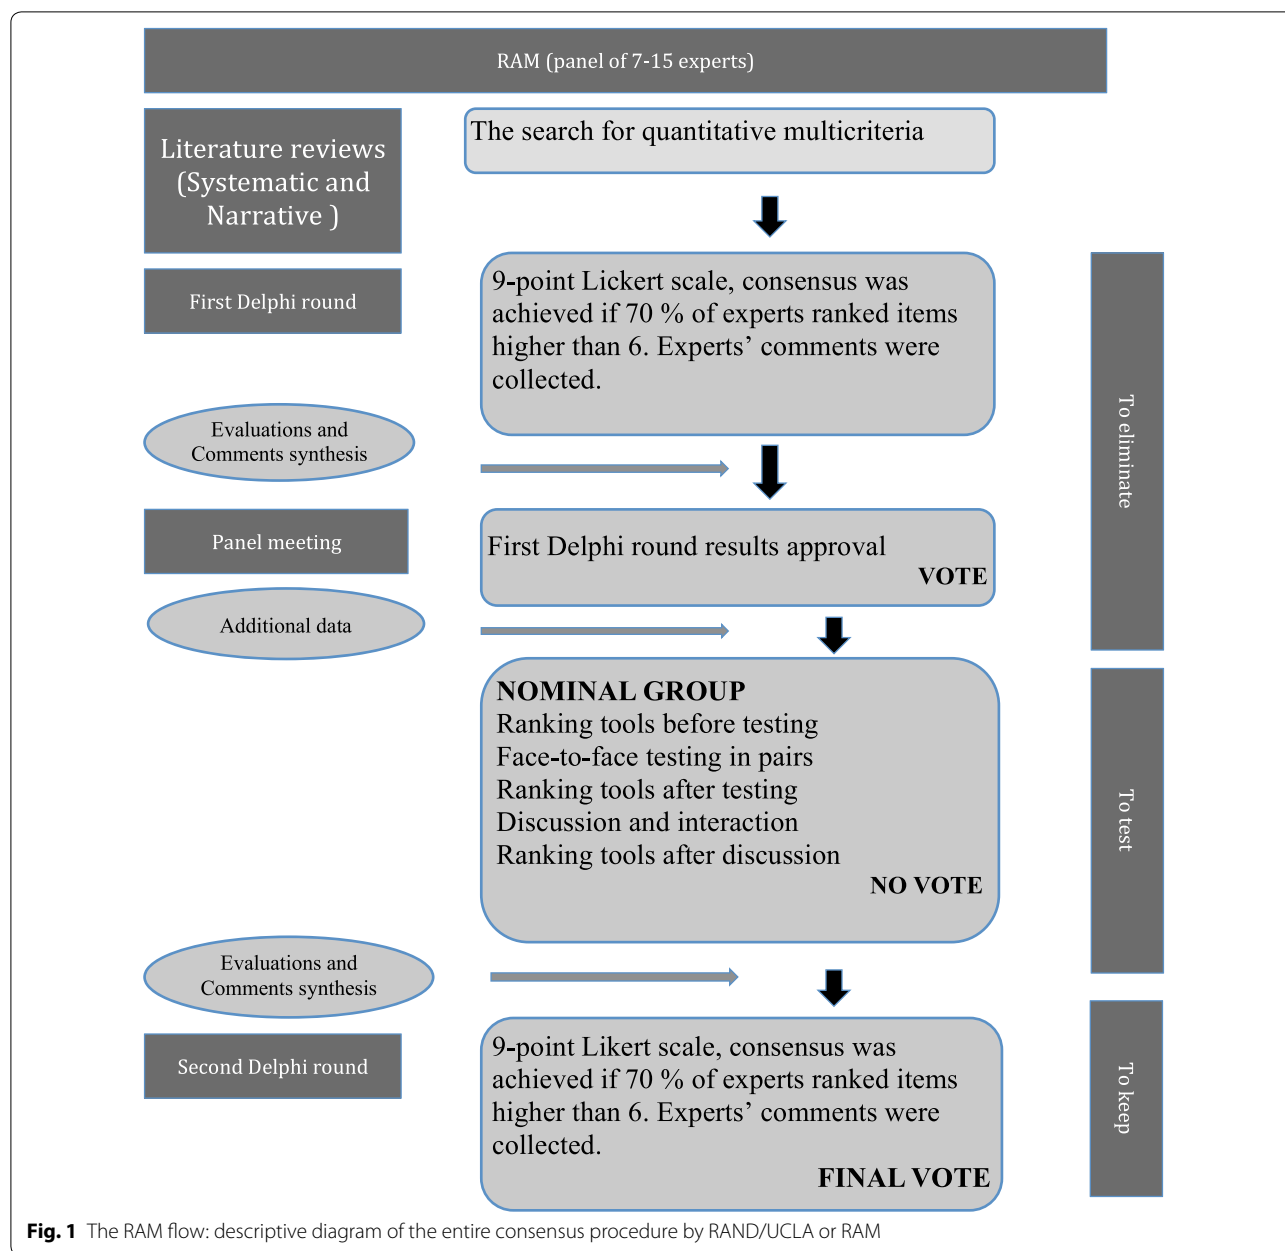 RAM (panel of 7-15 experts)
Literature reviews
(Systematic and
Narrative )
The search for quantitative multicriteria
First Delphi round
9-point Lickert scale, consensus was
achieved if 70 % of experts ranked items
higher than 6. Experts’ comments were
collected.
To eliminate
Evaluations and
Comments synthesis
Panel meeting
First Delphi round results approval
VOTE
Additional data
NOMINAL GROUP
Ranking tools before testing
Face-to-face testing in pairs
Ranking tools after testing
Discussion and interaction
Ranking tools after discussion
NO VOTE
To test
Evaluations and
Comments synthesis
Second Delphi round
9-point Likert scale, consensus was
achieved if 70 % of experts ranked items
higher than 6. Experts’ comments were
collected.
FINAL VOTE
To keep
Fig. 1 The RAM flow: descriptive diagram of the entire consensus procedure by RAND/UCLA or RAM